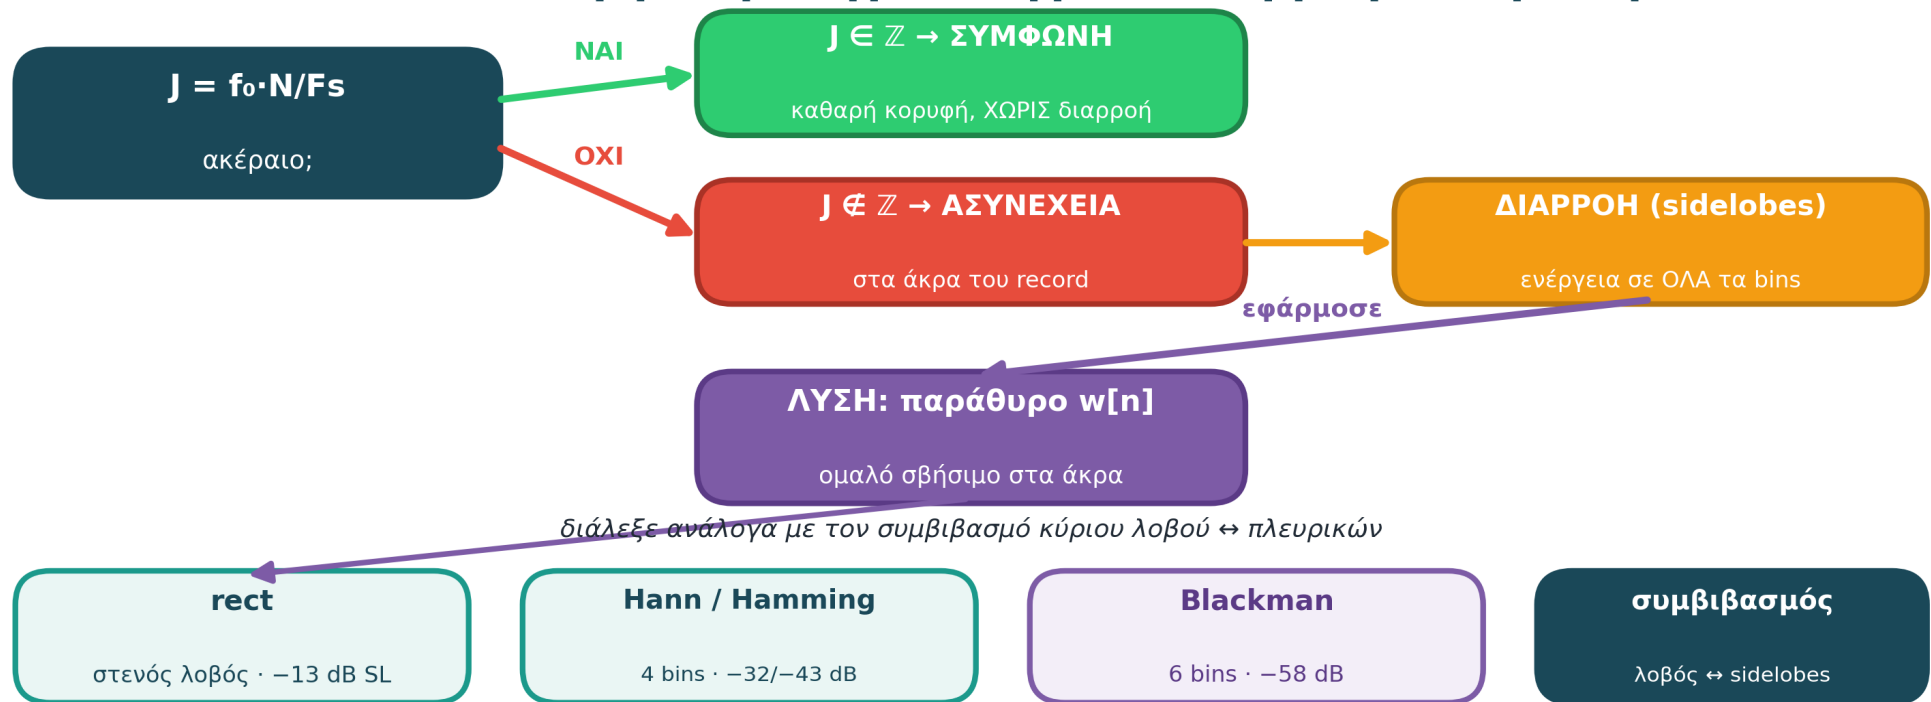 J = f₀·N/Fs
ακέραιο;
ΝΑΙ
ΟΧΙ
J ∈ ℤ → ΣΥΜΦΩΝΗ
καθαρή κορυφή, ΧΩΡΙΣ διαρροή
J ∉ ℤ → ΑΣΥΝΕΧΕΙΑ
στα άκρα του record
ΔΙΑΡΡΟΗ (sidelobes)
ενέργεια σε ΟΛΑ τα bins
εφάρμοσε
ΛΥΣΗ: παράθυρο w[n]
ομαλό σβήσιμο στα άκρα
διάλεξε ανάλογα με τον συμβιβασμό κύριου λοβού ↔ πλευρικών
rect
στενός λοβός · −13 dB SL
Hann / Hamming
4 bins · −32/−43 dB
Blackman
6 bins · −58 dB
συμβιβασμός
λοβός ↔ sidelobes